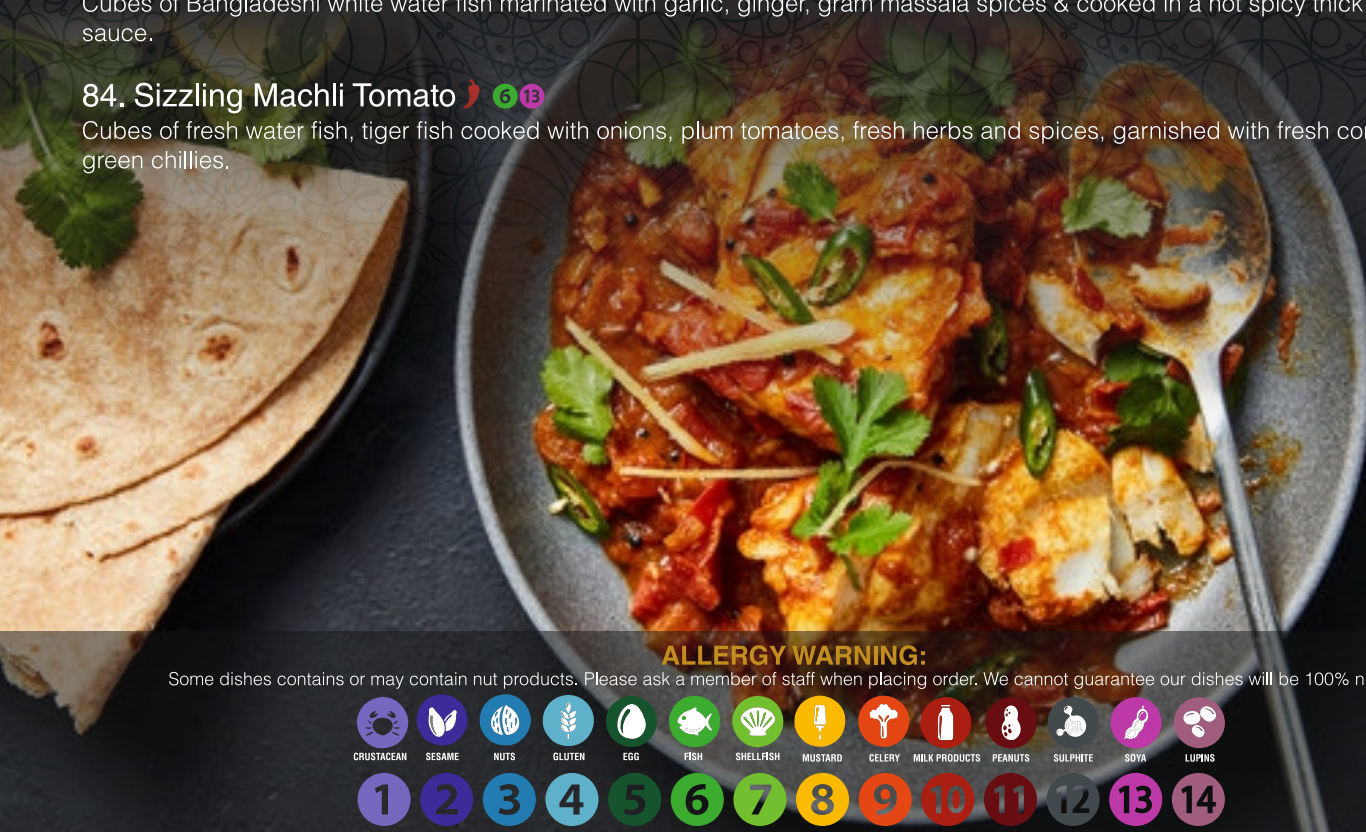 Cubes of Bangladeshi white water fish marinated with garlic, ginger, gram massala spices & cooked in a hot spicy thick
sauce.
84. Sizzling Machli Tomato 6 13
Cubes of fresh water fish, tiger fish cooked with onions, plum tomatoes, fresh herbs and spices, garnished with fresh co
green chillies.
ALLERGY WARNING:
Some dishes contains or may contain nut products. Please ask a member of staff when placing order. We cannot guarantee our dishes will be 100% n
CRUSTACEAN SESAME NUTS GLUTEN EGG FISH SHELLFISH MUSTARD CELERY MILK PRODUCTS PEANUTS SULPHITE SOYA LUPINS
1 2 3 4 5 6 7 8 9 10 11 12 13 14